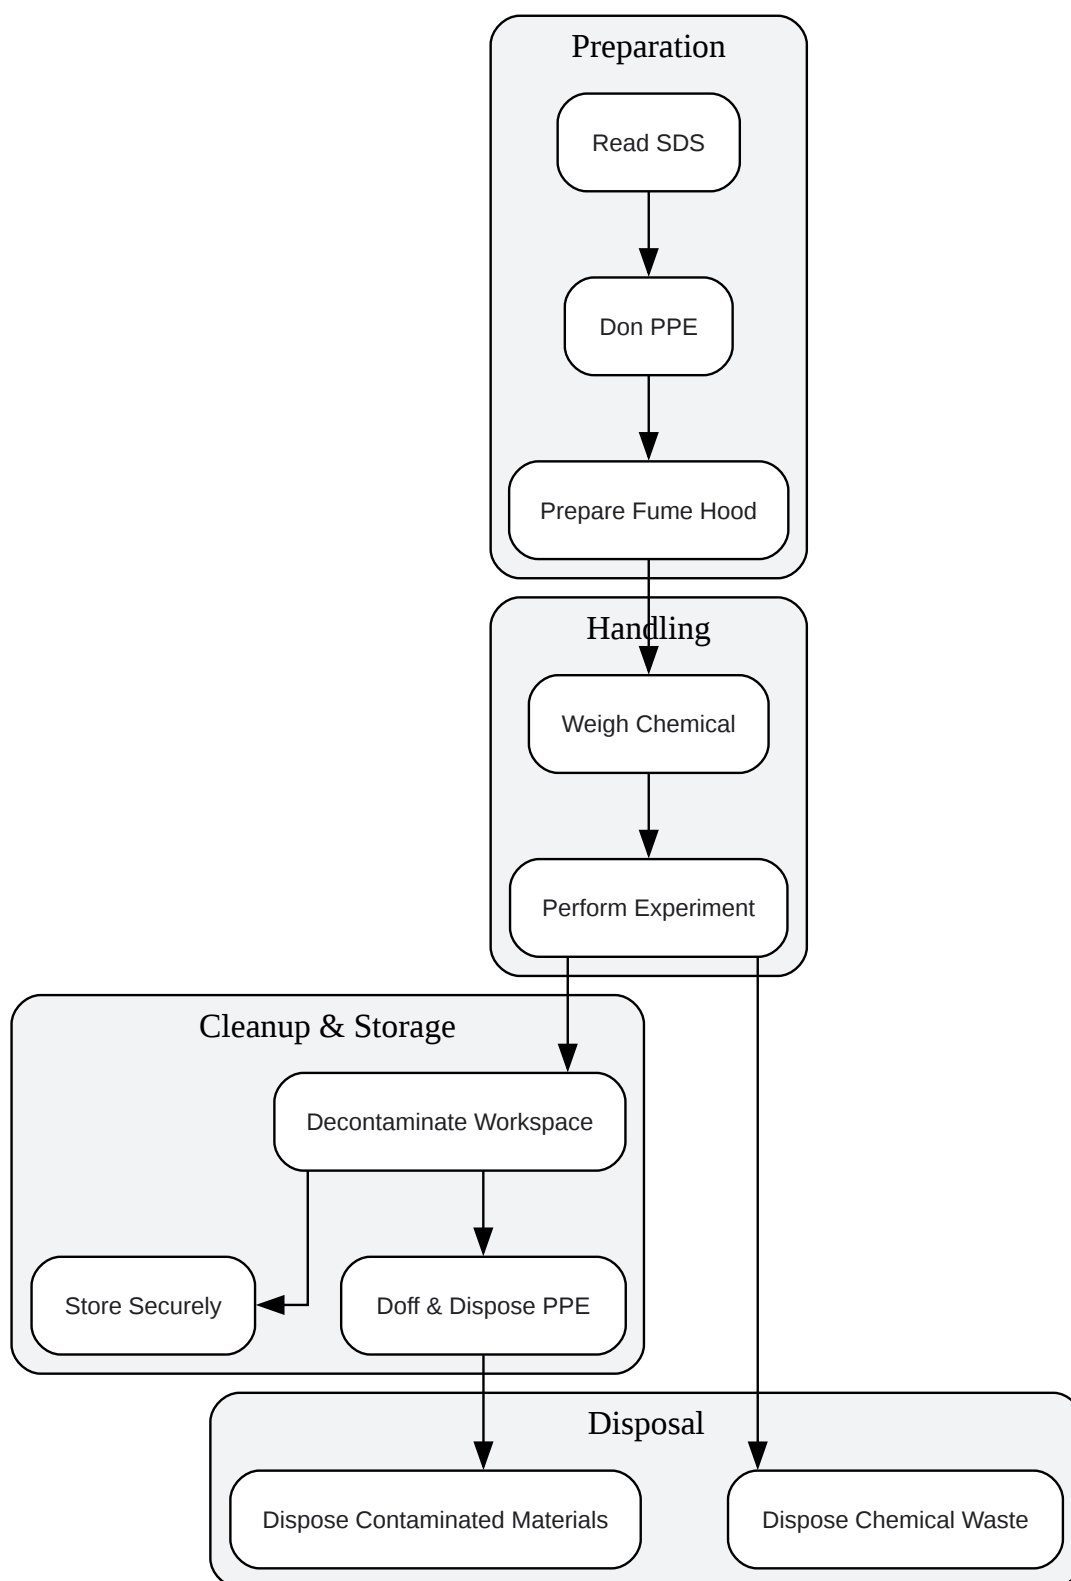 Preparation
Read SDS
Don PPE
Prepare Fume Hood
Handling
Weigh Chemical
Perform Experiment
Cleanup & Storage
Decontaminate Workspace
Store Securely
Doff & Dispose PPE
Disposal
Dispose Contaminated Materials
Dispose Chemical Waste